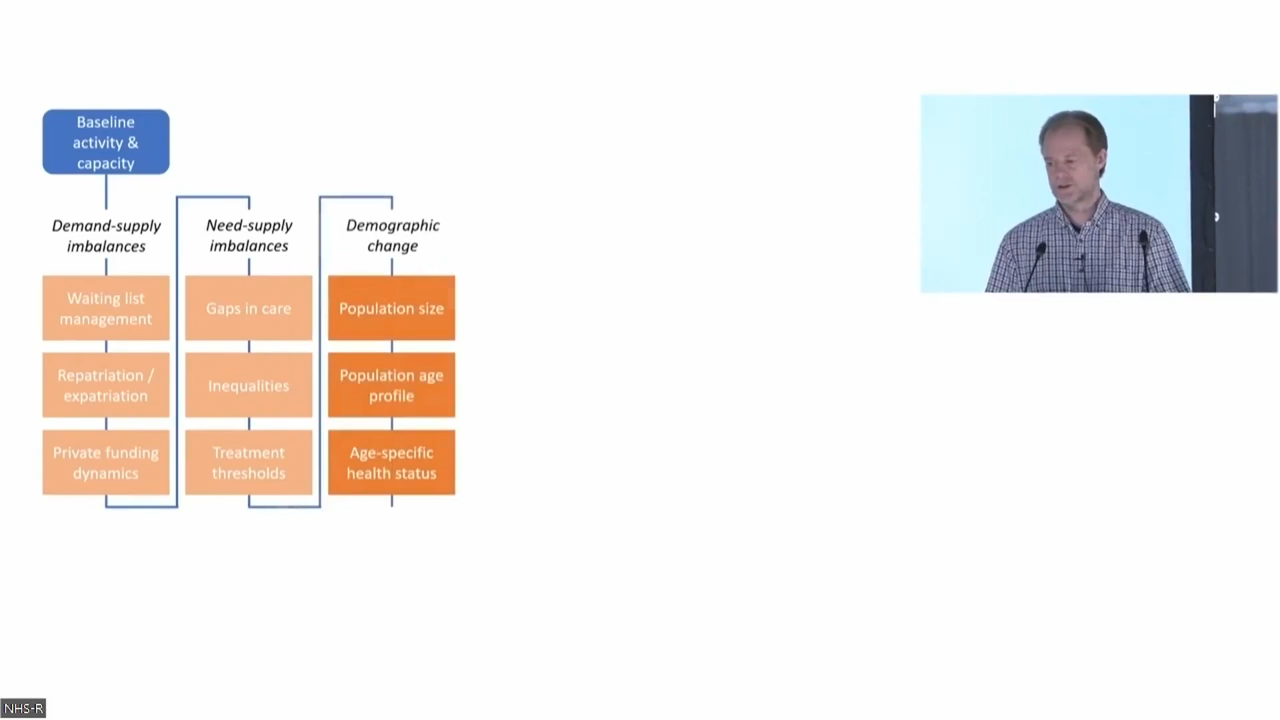 Baseline
activity &
capacity
Demand-supply
imbalances
Waiting list
management
Repatriation /
expatriation
Private funding
dynamics
Need-supply
imbalances
Gaps in care
Inequalities
Treatment
thresholds
Demographic
change
Population size
Population age
profile
Age-specific
health status
NHS-R